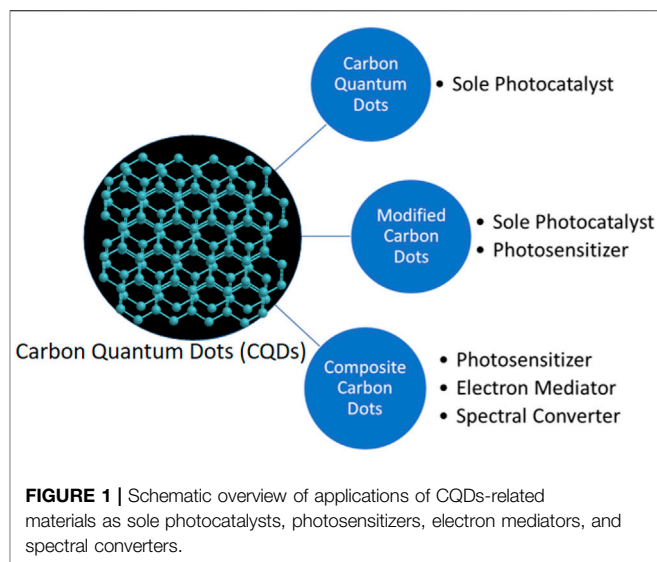 Carbon
Quantum
Dots
• Sole Photocatalyst
Modified
Carbon
Dots
• Sole Photocatalyst
• Photosensitizer
Carbon Quantum Dots (CQDs)
Composite
Carbon
Dots
• Photosensitizer
• Electron Mediator
• Spectral Converter
FIGURE 1 | Schematic overview of applications of CQDs-related
materials as sole photocatalysts, photosensitizers, electron mediators, and
spectral converters.